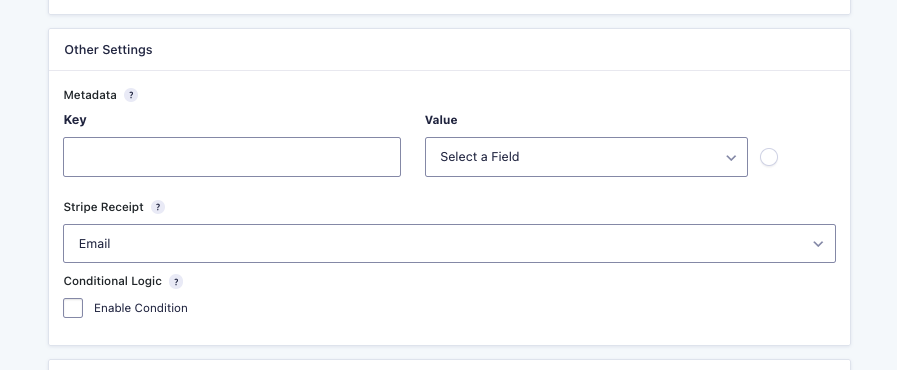 Other Settings
Metadata ?
Key Value
Select a Field
Stripe Receipt ?
Email
Conditional Logic ?
Enable Condition